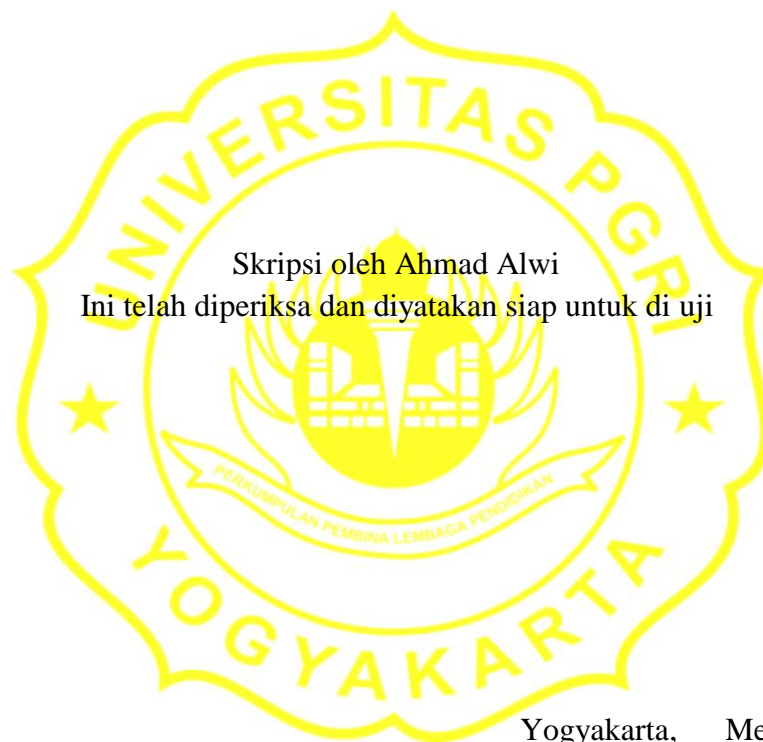 UNIVERSITAS PGRI
Skripsi oleh Ahmad Alwi
Ini telah diperiksa dan diyatakan siap untuk di uji
PERKUMPULAN PEMBINA LEMBAGA PENDIDIKAN
YOGYAKARTA
Yogyakarta, Me